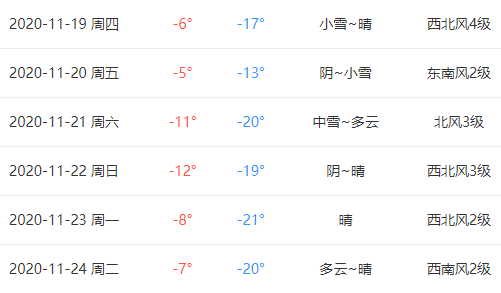 2020-11-19 周四 -6° -17° 小雪~晴 西北风4级
2020-11-20 周五 -5° -13° 阴~小雪 东南风2级
2020-11-21 周六 -11° -20° 中雪~多云 北风3级
2020-11-22 周日 -12° -19° 阴~晴 西北风3级
2020-11-23 周一 -8° -21° 晴 西北风2级
2020-11-24 周二 -7° -20° 多云~晴 西南风2级